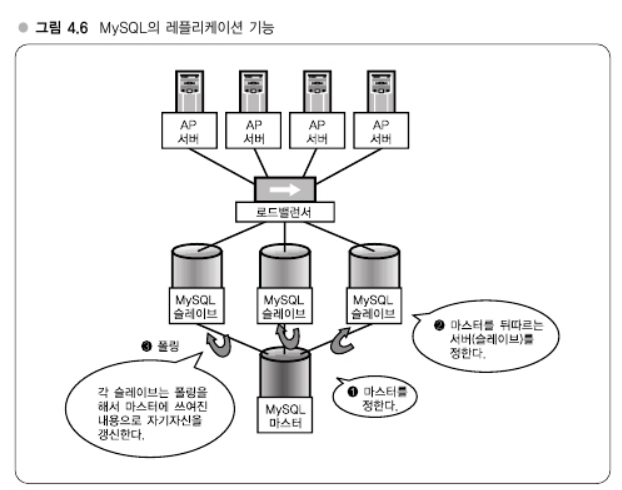 ● 그림 4.6 MySQL의 레플리케이션 기능
AP
서버
AP
서버
AP
서버
AP
서버
로드밸런서
MySQL
슬레이브
MySQL
슬레이브
MySQL
슬레이브
❷ 마스터를 뒤따르는
서버(슬레이브)를
정한다.
❸ 폴링
각 슬레이브는 폴링을
해서 마스터에 쓰여진
내용으로 자기자신을
갱신한다.
❶ 마스터를
정한다.
MySQL
마스터